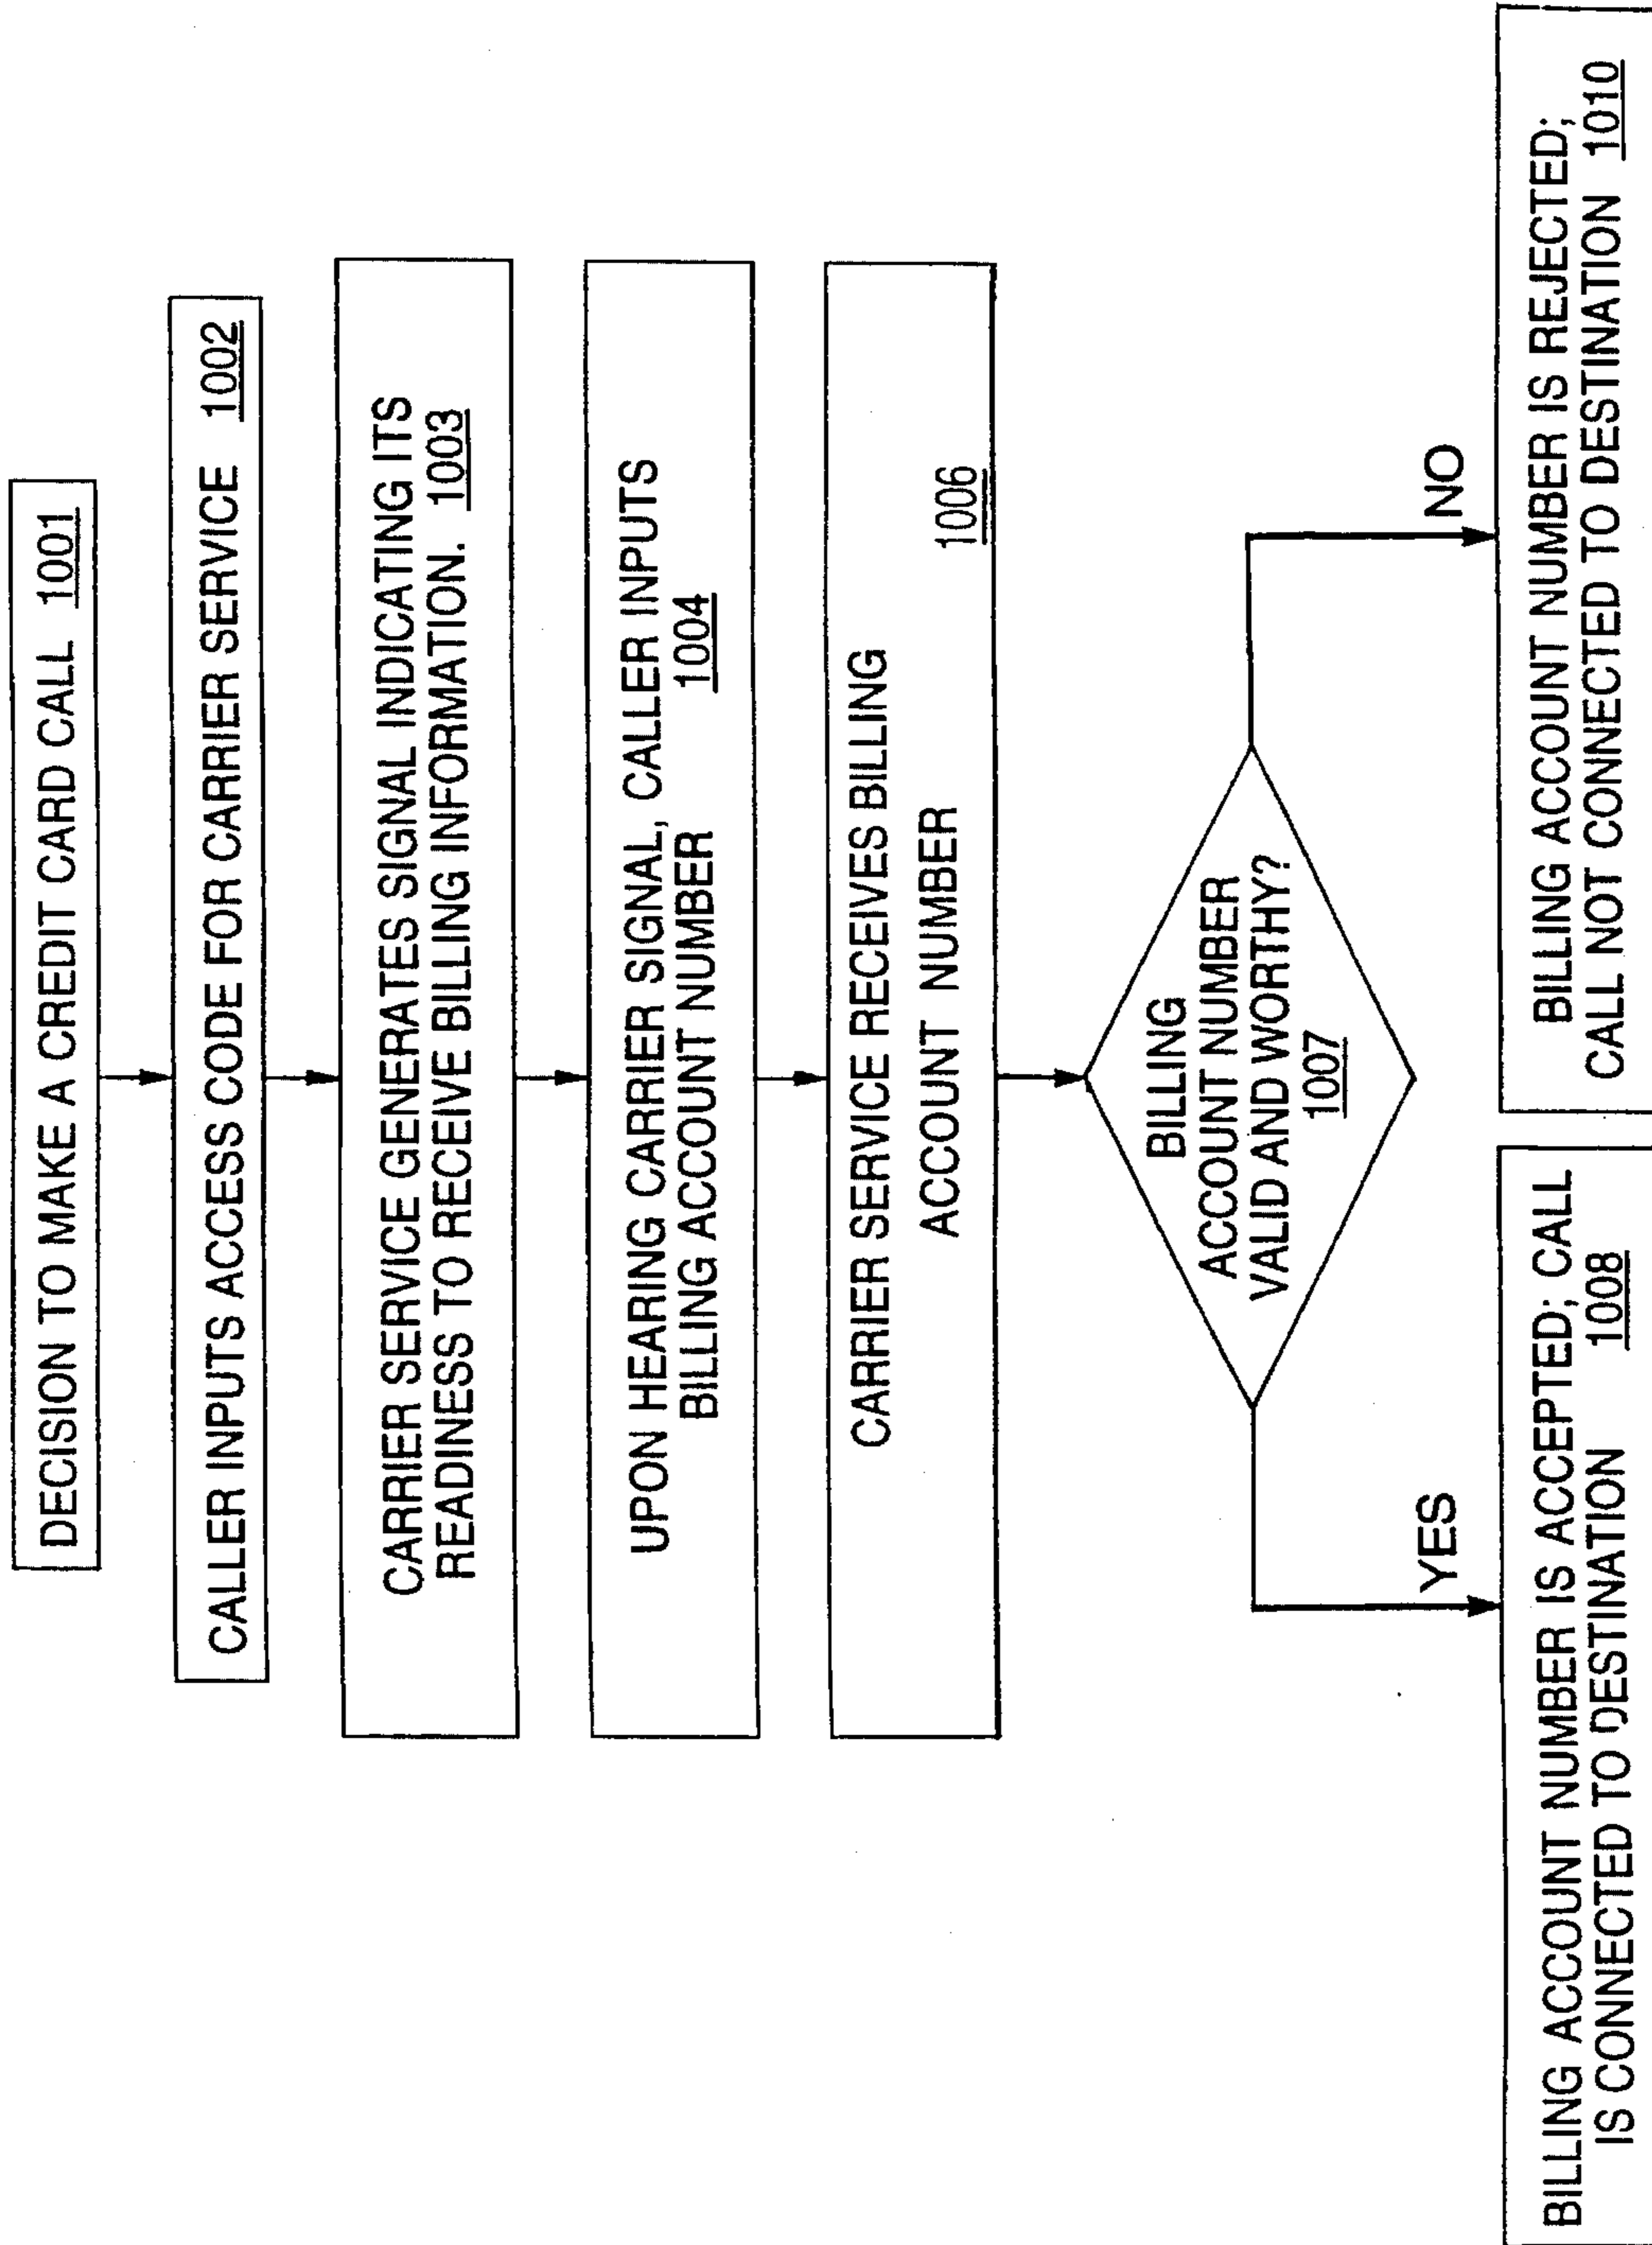 DECISION TO MAKE A CREDIT CARD CALL 1001
CALLER INPUTS ACCESS CODE FOR CARRIER SERVICE 1002
CARRIER SERVICE GENERATES SIGNAL INDICATING ITS
READINESS TO RECEIVE BILLING INFORMATION. 1003
UPON HEARING CARRIER SIGNAL, CALLER INPUTS
BILLING ACCOUNT NUMBER 1004
CARRIER SERVICE RECEIVES BILLING
ACCOUNT NUMBER 1006
BILLING
ACCOUNT NUMBER
VALID AND WORTHY?
1007
YES
NO
BILLING ACCOUNT NUMBER IS ACCEPTED; CALL
IS CONNECTED TO DESTINATION 1008
BILLING ACCOUNT NUMBER IS REJECTED;
CALL NOT CONNECTED TO DESTINATION 1010